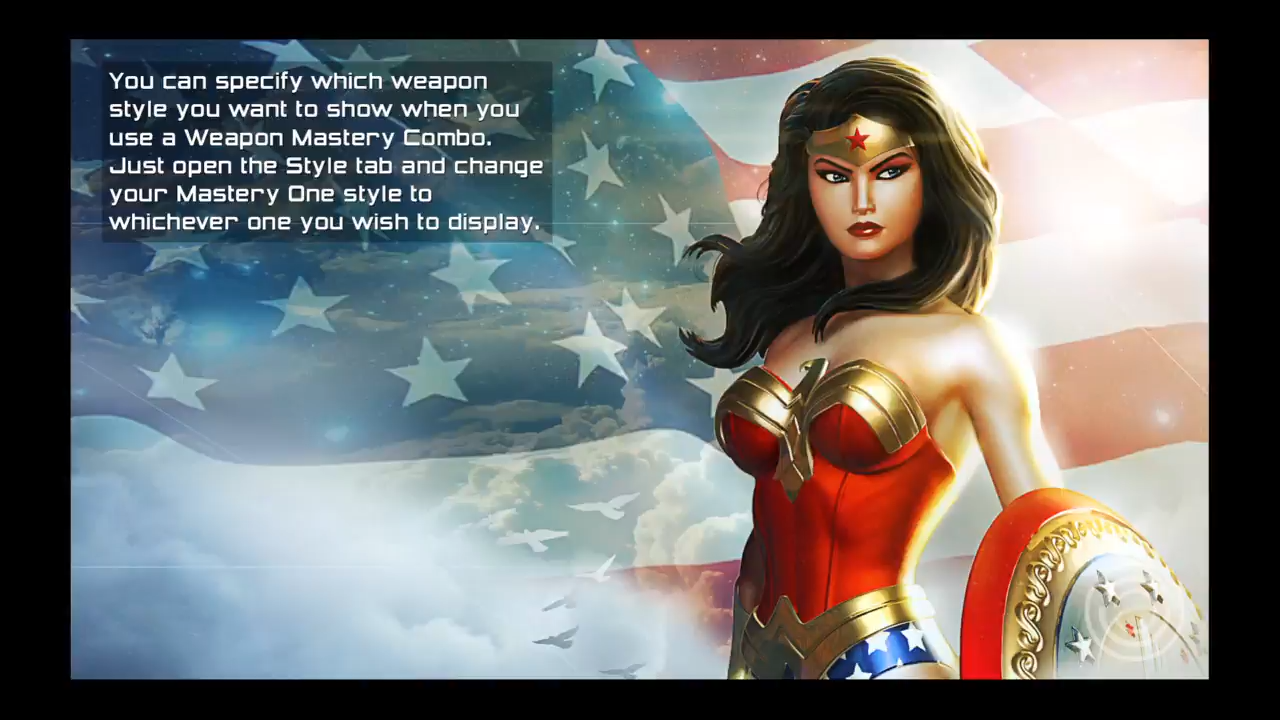 You can specify which weapon
style you want to show when you
use a Weapon Mastery Combo.
Just open the Style tab and change
your Mastery One style to
whichever one you wish to display.